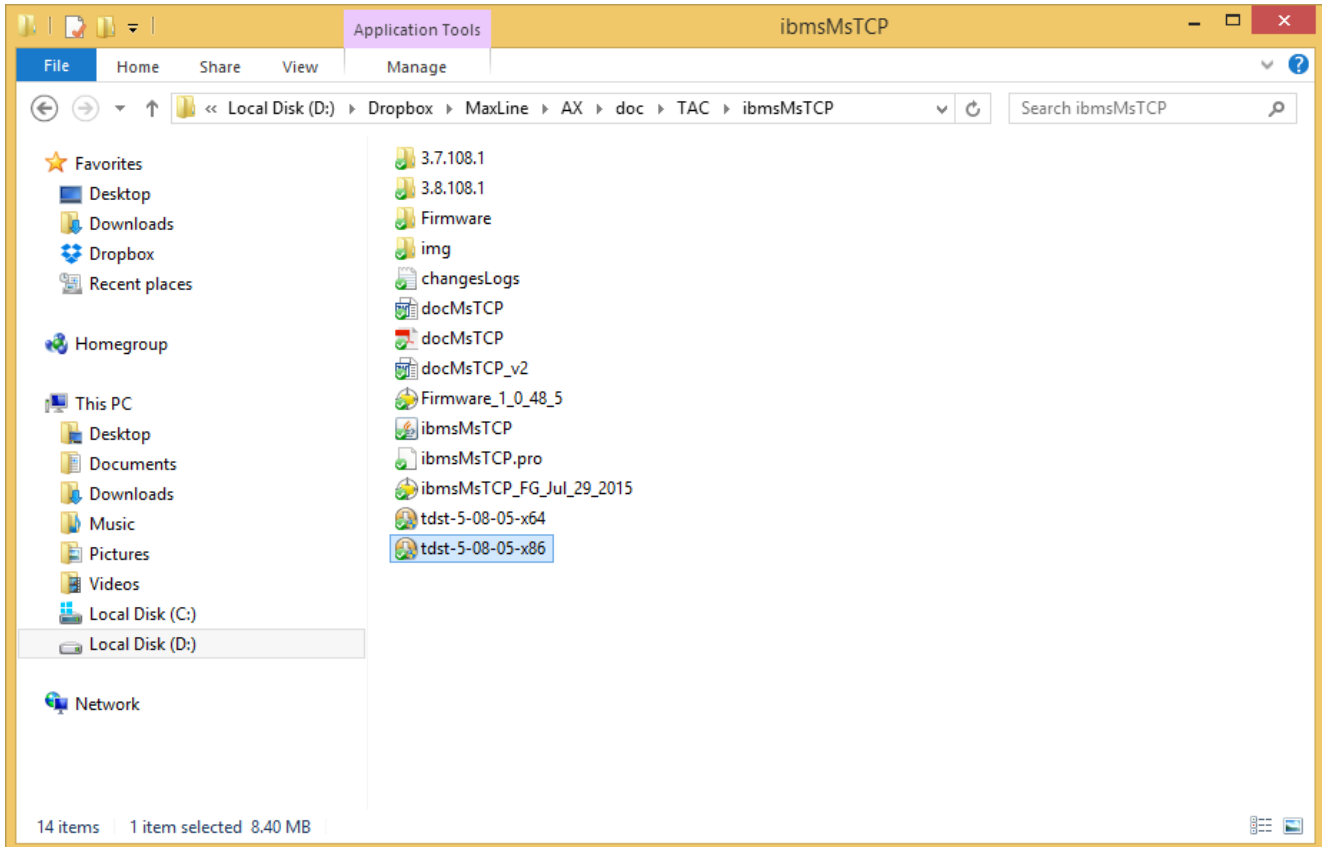 Application Tools
ibmsMsTCP
File
Home
Share
View
Manage
« Local Disk (D:) ▸ Dropbox ▸ MaxLine ▸ AX ▸ doc ▸ TAC ▸ ibmsMsTCP
Search ibmsMsTCP
Favorites
Desktop
Downloads
Dropbox
Recent places
Homegroup
This PC
Desktop
Documents
Downloads
Music
Pictures
Videos
Local Disk (C:)
Local Disk (D:)
Network
3.7.108.1
3.8.108.1
Firmware
img
changesLogs
docMsTCP
docMsTCP
docMsTCP_v2
Firmware_1_0_48_5
ibmsMsTCP
ibmsMsTCP.pro
ibmsMsTCP_FG_Jul_29_2015
tdst-5-08-05-x64
tdst-5-08-05-x86
14 items
1 item selected 8.40 MB